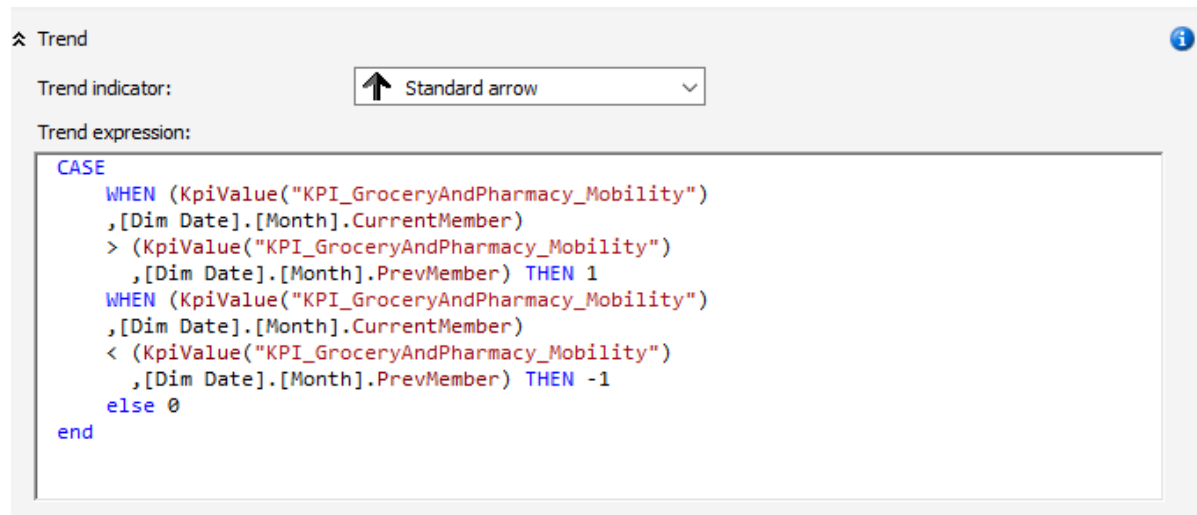 Trend
Trend indicator:
Standard arrow
Trend expression:
CASE
WHEN (KpiValue("KPI_GroceryAndPharmacy_Mobility")
,[Dim Date].[Month].CurrentMember)
> (KpiValue("KPI_GroceryAndPharmacy_Mobility")
,[Dim Date].[Month].PrevMember) THEN 1
WHEN (KpiValue("KPI_GroceryAndPharmacy_Mobility")
,[Dim Date].[Month].CurrentMember)
< (KpiValue("KPI_GroceryAndPharmacy_Mobility")
,[Dim Date].[Month].PrevMember) THEN -1
else 0
end